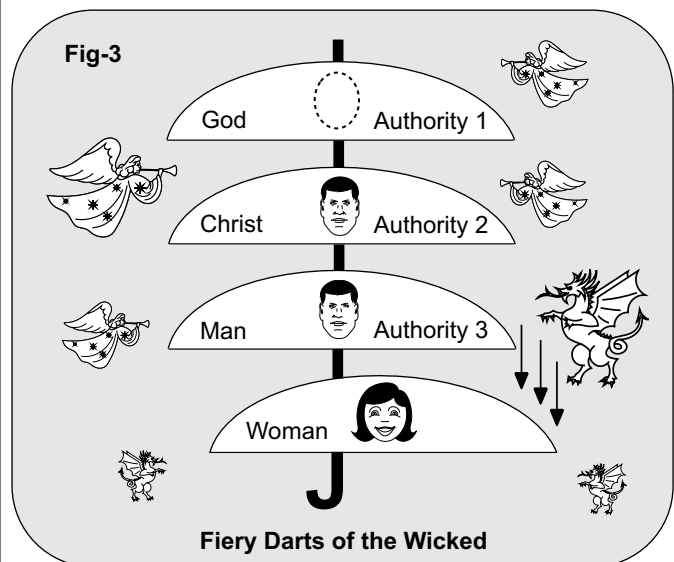 Fig-3
God Authority 1
Christ Authority 2
Man Authority 3
Woman
Fiery Darts of the Wicked